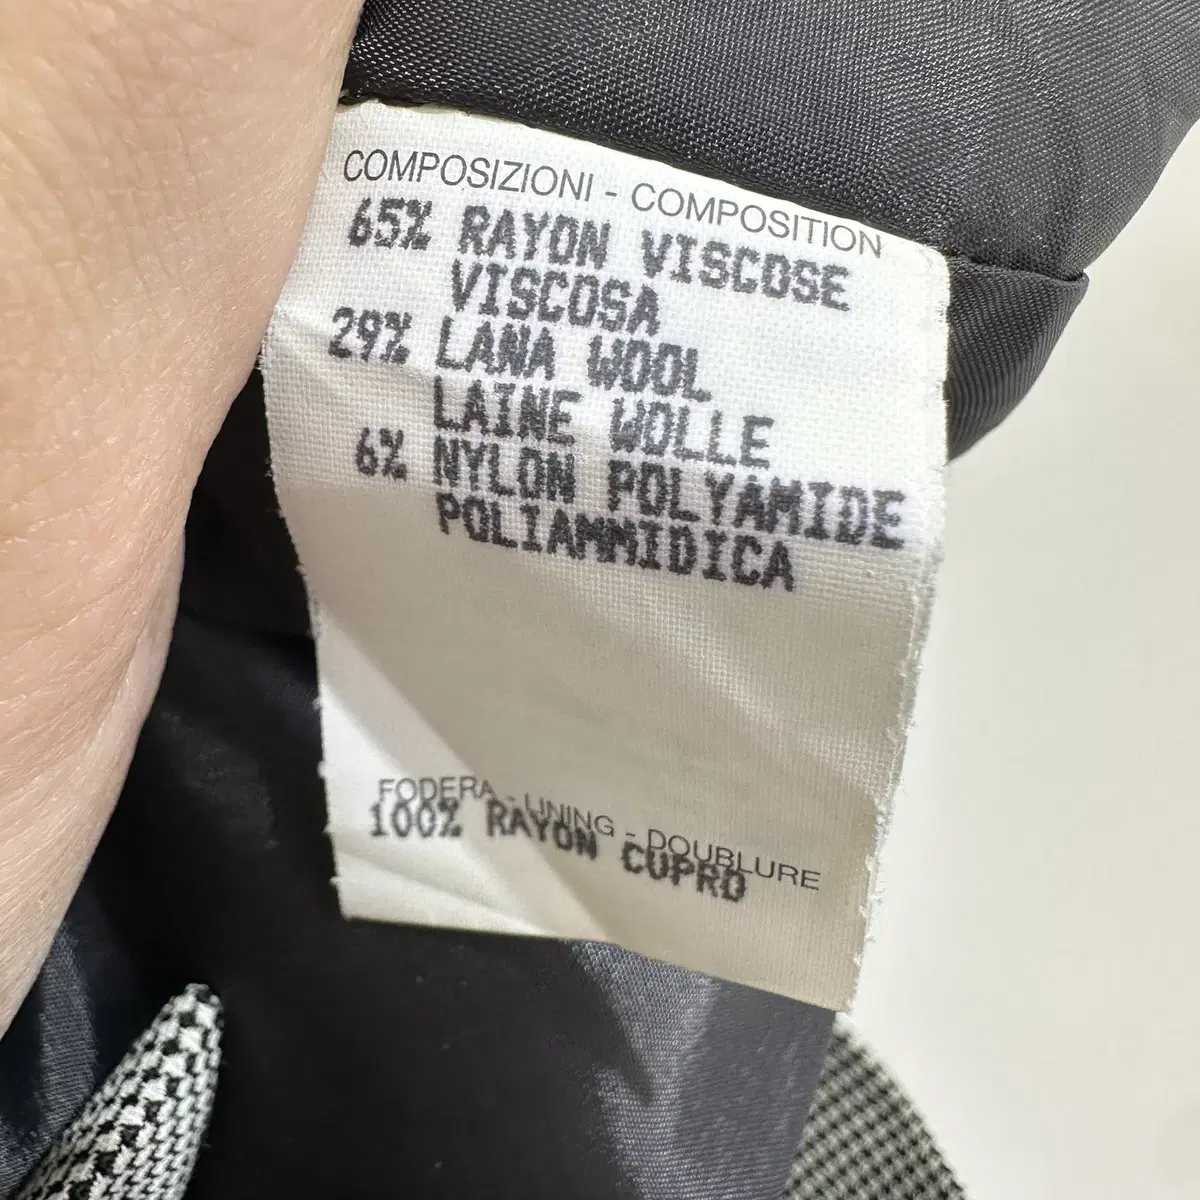 COMPOSIZIONI - COMPOSITION
65% RAYON VISCOSE
VISCOSA
29% LANA WOOL
LAINE WOLLE
6% NYLON POLYAMIDE
POLIAMMIDICA
FODERA - LINING - DOUBLURE
100% RAYON CUPRO